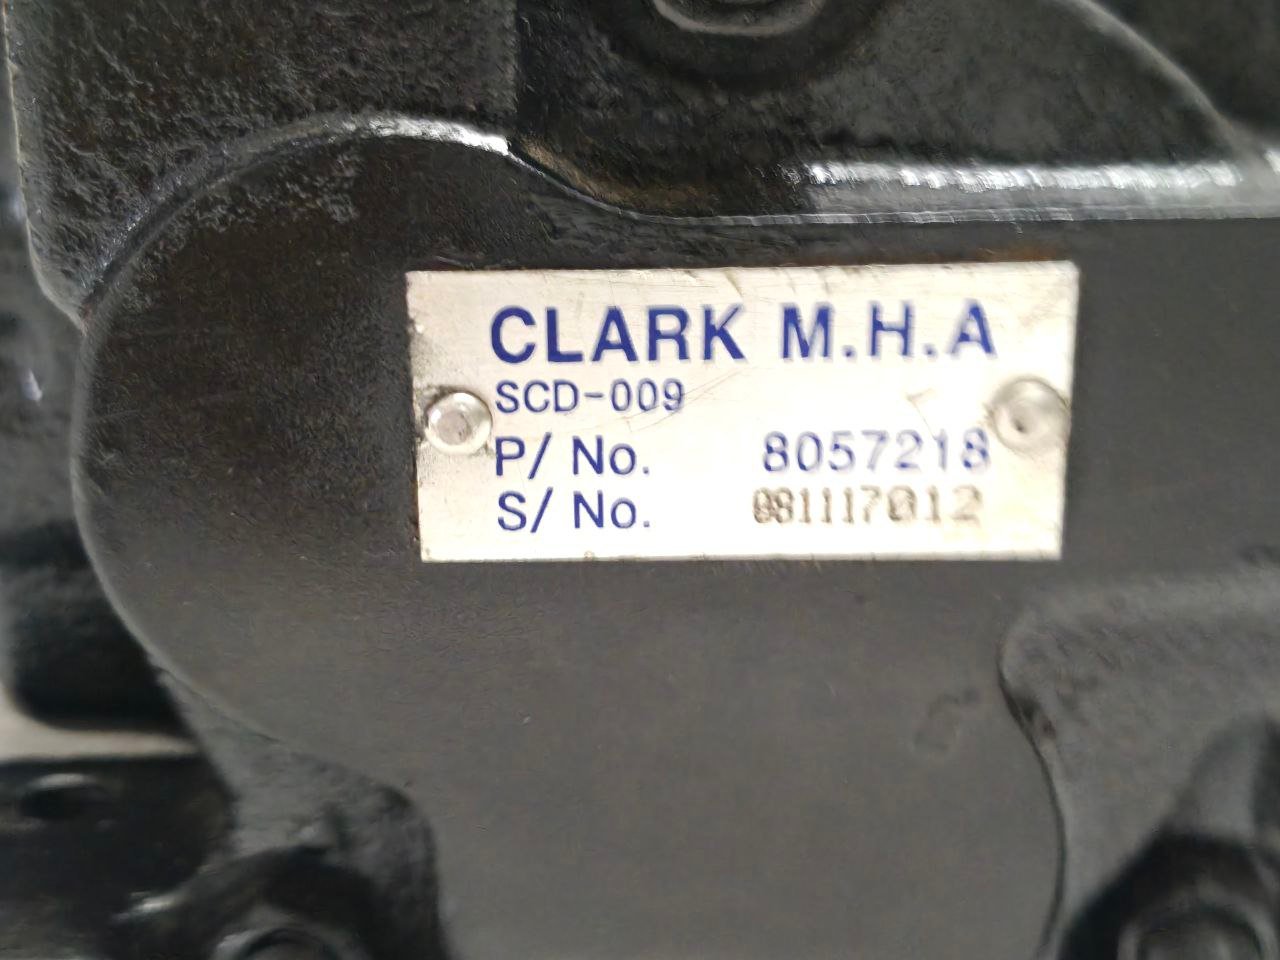 CLARK M.H.A
SCD-009
P/ No. 8057218
S/ No. 081117012